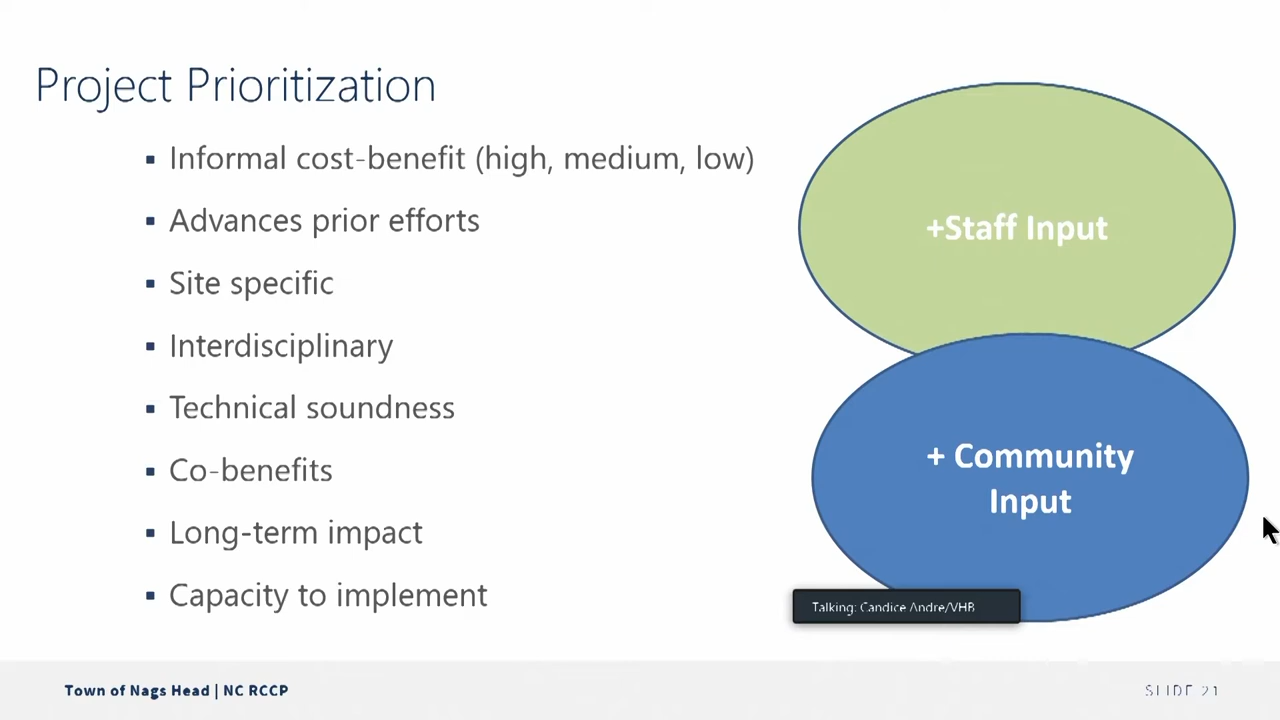 Project Prioritization
Informal cost-benefit (high, medium, low)
Advances prior efforts
Site specific
Interdisciplinary
Technical soundness
Co-benefits
Long-term impact
Capacity to implement
+Staff Input
+ Community
Input
Talking: Candice Andre/VHB
Town of Nags Head | NC RCCP
SLIDE 21